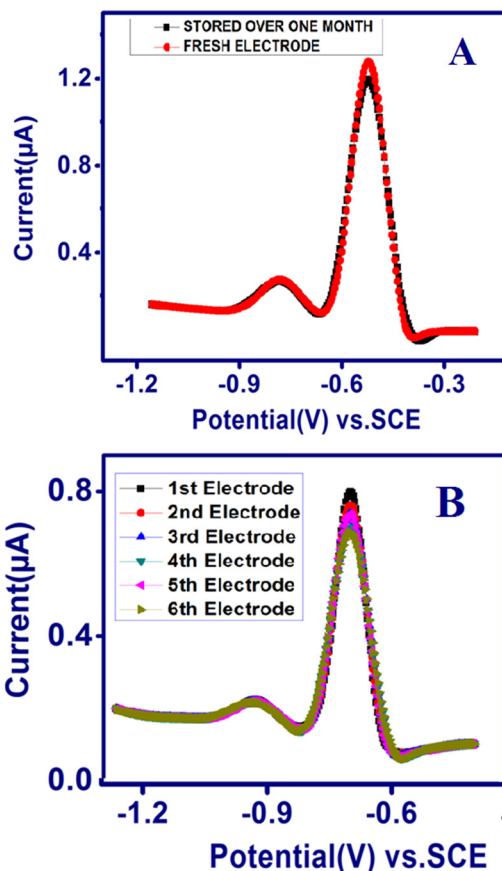 STORED OVER ONE MONTH
FRESH ELECTRODE
A
1.2
0.8
0.4
Current(µA)
-1.2 -0.9 -0.6 -0.3
Potential(V) vs.SCE
1st Electrode
2nd Electrode
3rd Electrode
4th Electrode
5th Electrode
6th Electrode
B
0.8
0.4
0.0
Current(µA)
-1.2 -0.9 -0.6
Potential(V) vs.SCE